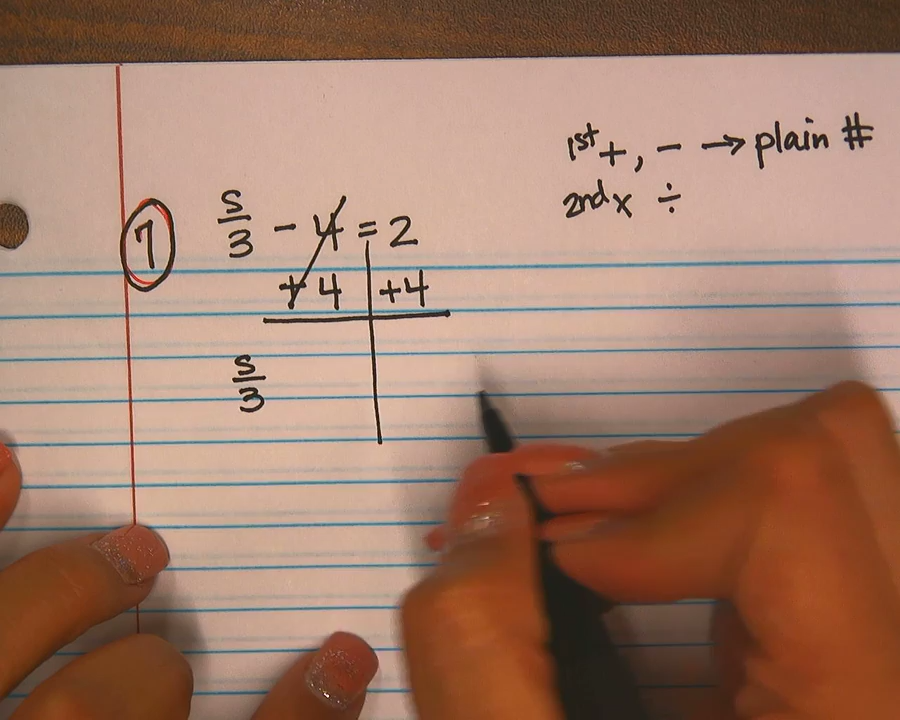 1st +, - → plain #
2nd x ÷
7 s/3 - 4 = 2
+ 4 +4
s/3